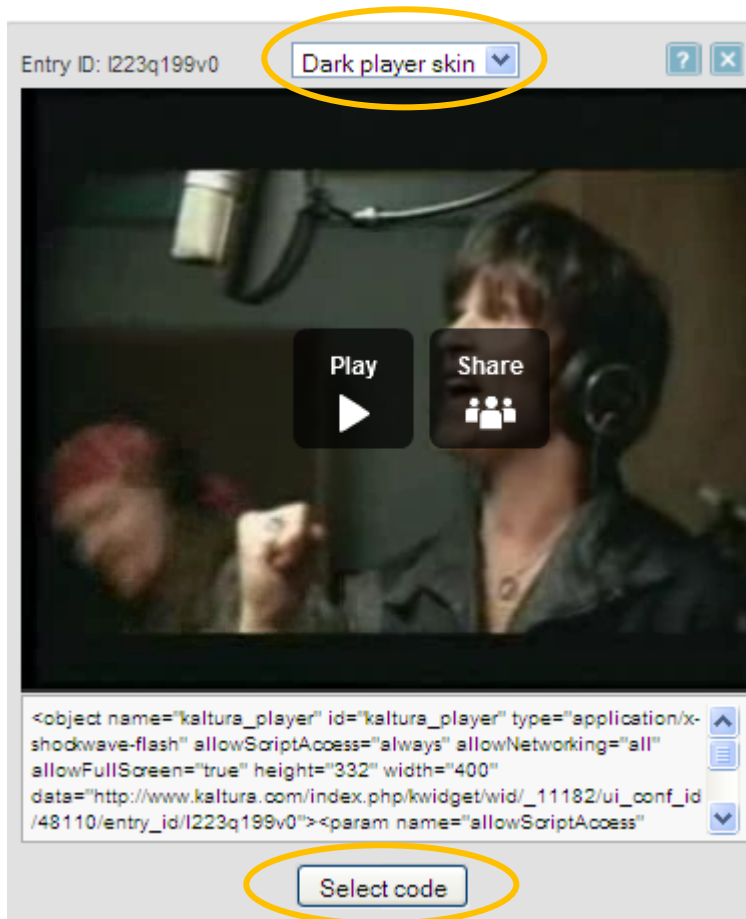 Entry ID: l223q199v0
Dark player skin
?
Play
Share
<object name="kaltura_player" id="kaltura_player" type="application/x-
shockwave-flash" allowScriptAccess="always" allowNetworking="all"
allowFullScreen="true" height="332" width="400"
data="http://www.kaltura.com/index.php/kwidget/wid/_11182/ui_conf_id
/48110/entry_id/l223q199v0"><param name="allowScriptAccess"
Select code